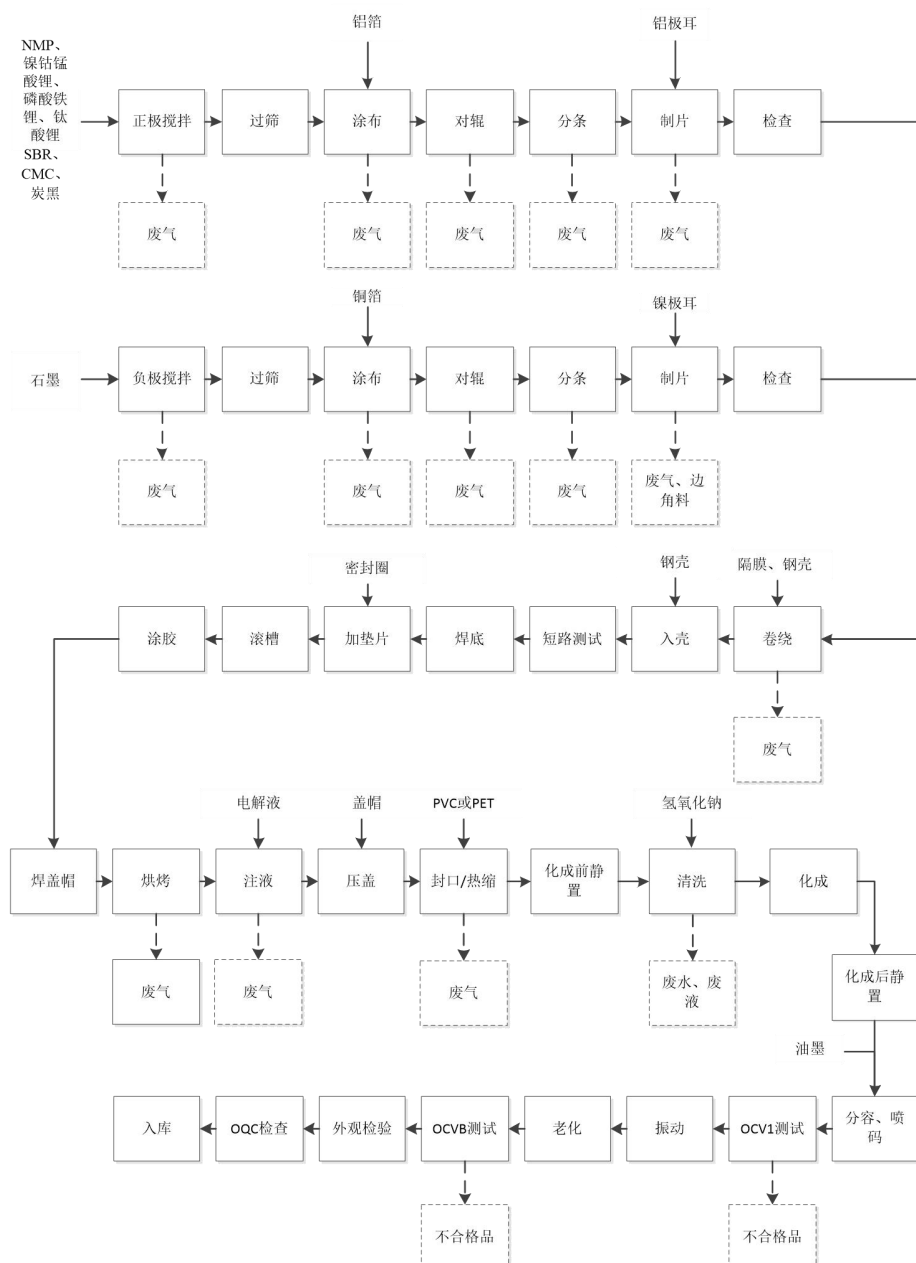 铝箔
铝极耳
NMP、
镍钴锰
酸锂、
磷酸铁
锂、钛
酸锂
SBR、
CMC、
炭黑
正极搅拌
过筛
涂布
对辊
分条
制片
检查
废气
废气
废气
废气
废气
铜箔
镍极耳
石墨
负极搅拌
过筛
涂布
对辊
分条
制片
检查
废气
废气
废气
废气
废气、边
角料
密封圈
钢壳
隔膜、钢壳
涂胶
滚槽
加垫片
焊底
短路测试
入壳
卷绕
废气
电解液
盖帽
PVC或PET
氢氧化钠
焊盖帽
烘烤
注液
压盖
封口/热缩
化成前静
置
清洗
化成
废气
废气
废气
废水、废
液
化成后静
置
油墨
入库
OQC检查
外观检验
OCVB测试
老化
振动
OCV1测试
分容、喷
码
不合格品
不合格品